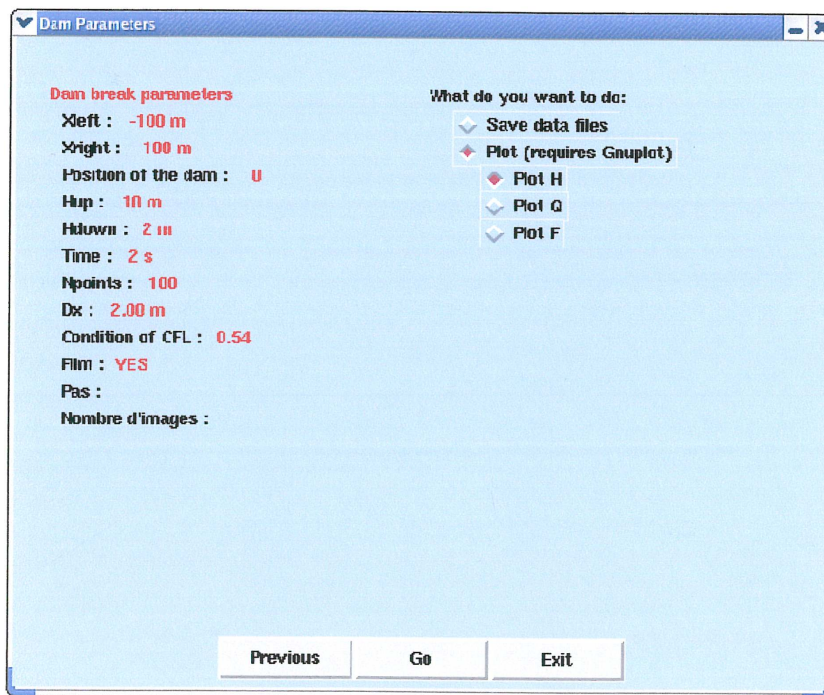 Dam Parameters
Dam break parameters
Xleft : -100 m
Xright : 100 m
Position of the dam : 0
Hup : 10 m
Hdown : 2 m
Time : 2 s
Npoints : 100
Dx : 2.00 m
Condition of CFL : 0.54
Film : YES
Pas :
Nombre d'images :
What do you want to do:
Save data files
Plot (requires Gnuplot)
Plot H
Plot Q
Plot F
Previous
Go
Exit